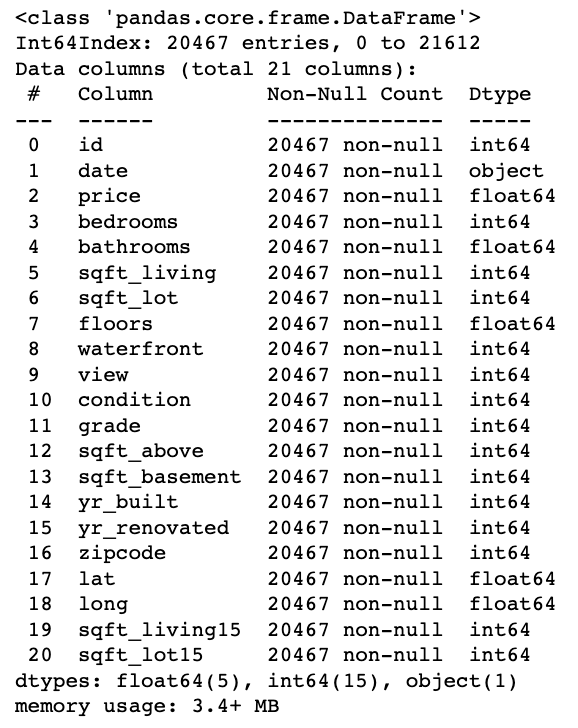 <class 'pandas.core.frame.DataFrame'>
Int64Index: 20467 entries, 0 to 21612
Data columns (total 21 columns):
 #   Column         Non-Null Count  Dtype
---  ------         --------------  -----
 0   id             20467 non-null  int64
 1   date           20467 non-null  object
 2   price          20467 non-null  float64
 3   bedrooms       20467 non-null  int64
 4   bathrooms      20467 non-null  float64
 5   sqft_living    20467 non-null  int64
 6   sqft_lot       20467 non-null  int64
 7   floors         20467 non-null  float64
 8   waterfront     20467 non-null  int64
 9   view           20467 non-null  int64
 10  condition      20467 non-null  int64
 11  grade          20467 non-null  int64
 12  sqft_above     20467 non-null  int64
 13  sqft_basement  20467 non-null  int64
 14  yr_built       20467 non-null  int64
 15  yr_renovated   20467 non-null  int64
 16  zipcode        20467 non-null  int64
 17  lat            20467 non-null  float64
 18  long           20467 non-null  float64
 19  sqft_living15  20467 non-null  int64
 20  sqft_lot15     20467 non-null  int64
dtypes: float64(5), int64(15), object(1)
memory usage: 3.4+ MB